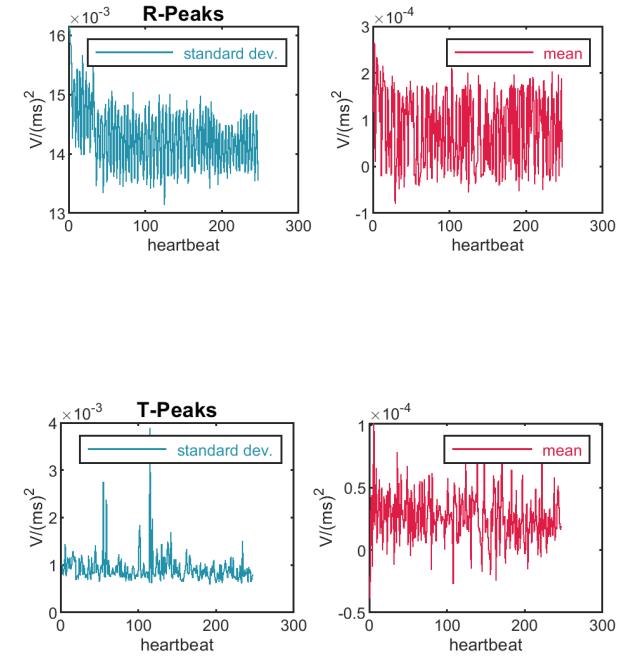 R-Peaks
×10⁻³
16
15
14
13
V/(ms)²
standard dev.
0 100 200 300
heartbeat
×10⁻⁴
3
2
1
0
-1
V/(ms)²
mean
0 100 200 300
heartbeat
T-Peaks
×10⁻³
4
3
2
1
0
V/(ms)²
standard dev.
0 100 200 300
heartbeat
×10⁻⁴
1
0.5
0
-0.5
V/(ms)²
mean
0 100 200 300
heartbeat